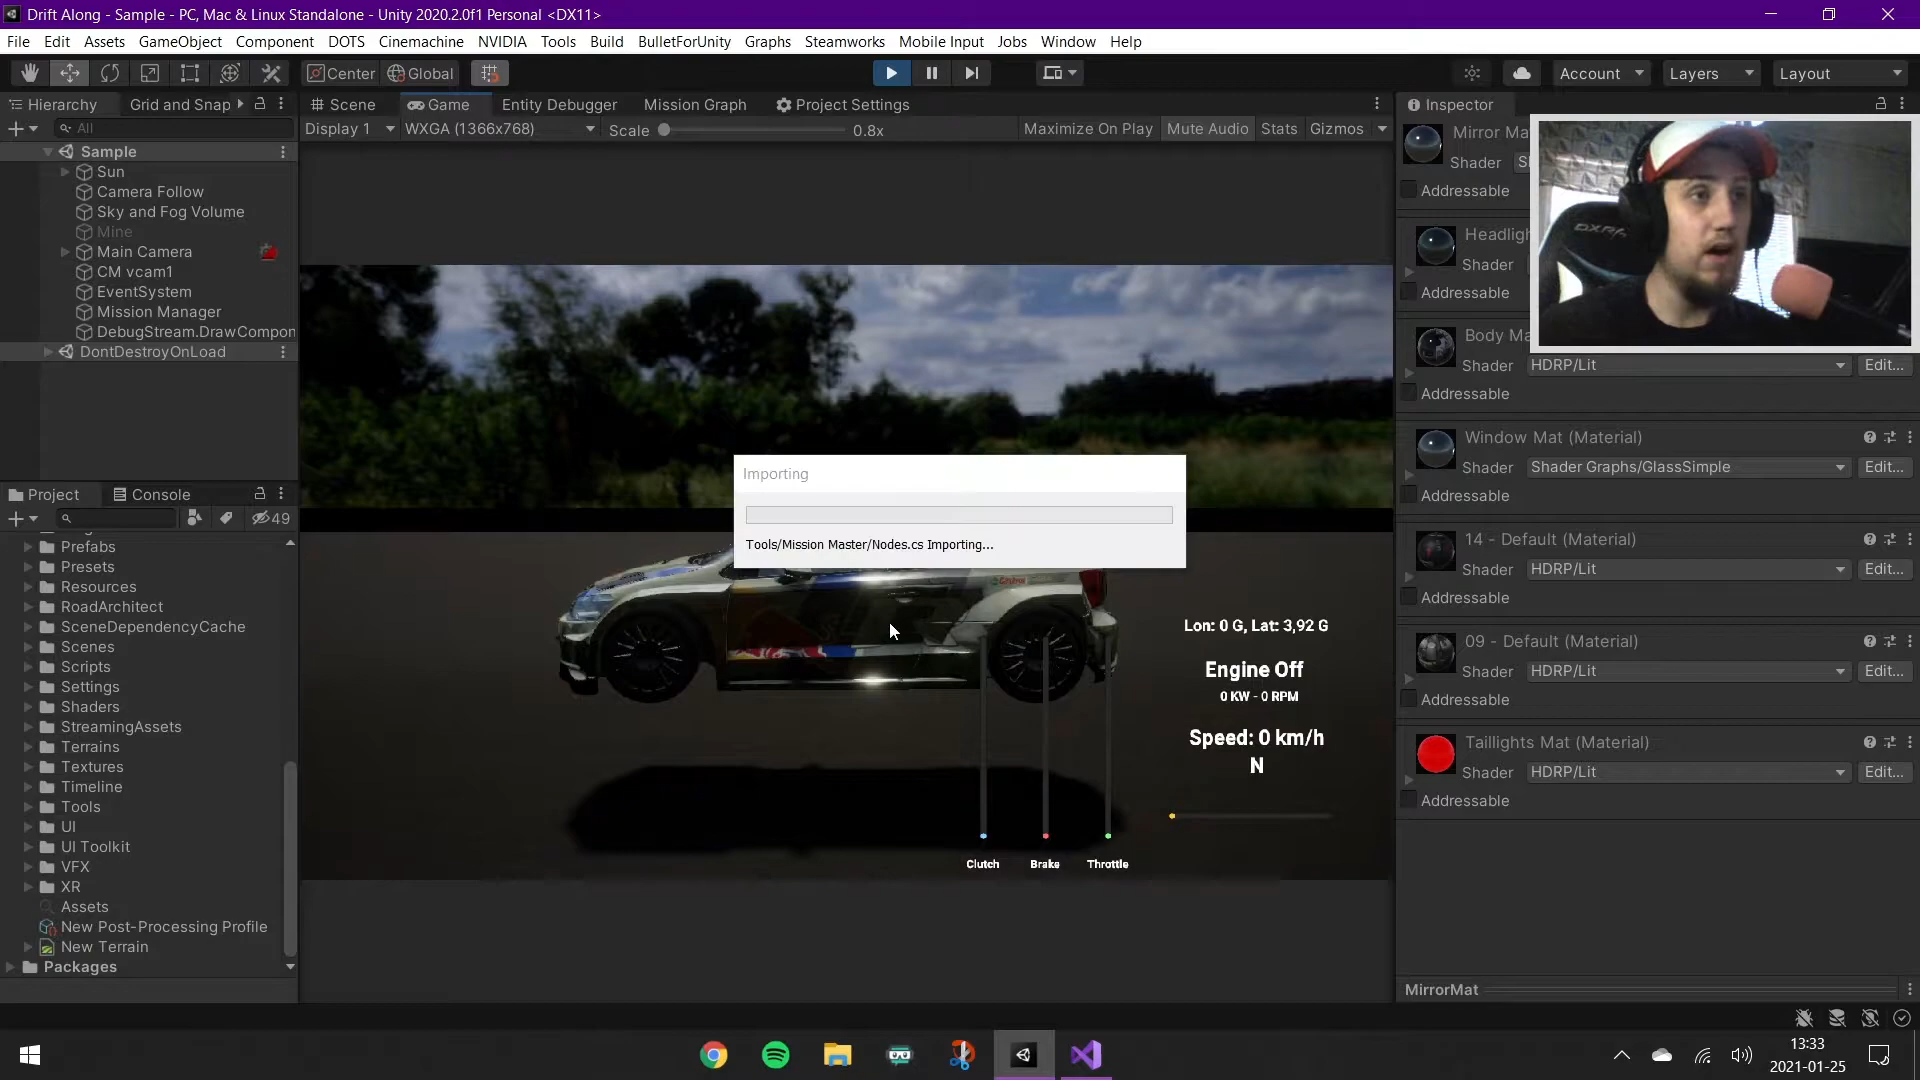 Drift Along - Sample - PC, Mac & Linux Standalone - Unity 2020.2.0f1 Personal <DX11>
File Edit Assets GameObject Component DOTS Cinemachine NVIDIA Tools Build BulletForUnity Graphs Steamworks Mobile Input Jobs Window Help
Center Global Account Layers Layout
Hierarchy Grid and Snap Scene Game Entity Debugger Mission Graph Project Settings Inspector
All Display 1 WXGA (1366x768) Scale 0.8x Maximize On Play Mute Audio Stats Gizmos
Sample
Sun
Camera Follow
Sky and Fog Volume
Mine
Main Camera
CM vcam1
EventSystem
Mission Manager
DebugStream.DrawCompon
DontDestroyOnLoad
Project Console
49
Prefabs
Presets
Resources
RoadArchitect
SceneDependencyCache
Scenes
Scripts
Settings
Shaders
StreamingAssets
Terrains
Textures
Timeline
Tools
UI
UI Toolkit
VFX
XR
Assets
New Post-Processing Profile
New Terrain
Packages
Importing
Tools/Mission Master/Nodes.cs Importing...
Lon: 0 G, Lat: 3,92 G
Engine Off
0 KW - 0 RPM
Speed: 0 km/h
N
Clutch Brake Throttle
Mirror Ma
Shader
Addressable
Headligh
Shader
Addressable
Body Ma
Shader HDRP/Lit Edit...
Addressable
Window Mat (Material)
Shader Shader Graphs/GlassSimple Edit...
Addressable
14 - Default (Material)
Shader HDRP/Lit Edit...
Addressable
09 - Default (Material)
Shader HDRP/Lit Edit...
Addressable
Taillights Mat (Material)
Shader HDRP/Lit Edit...
Addressable
MirrorMat
13:33
2021-01-25